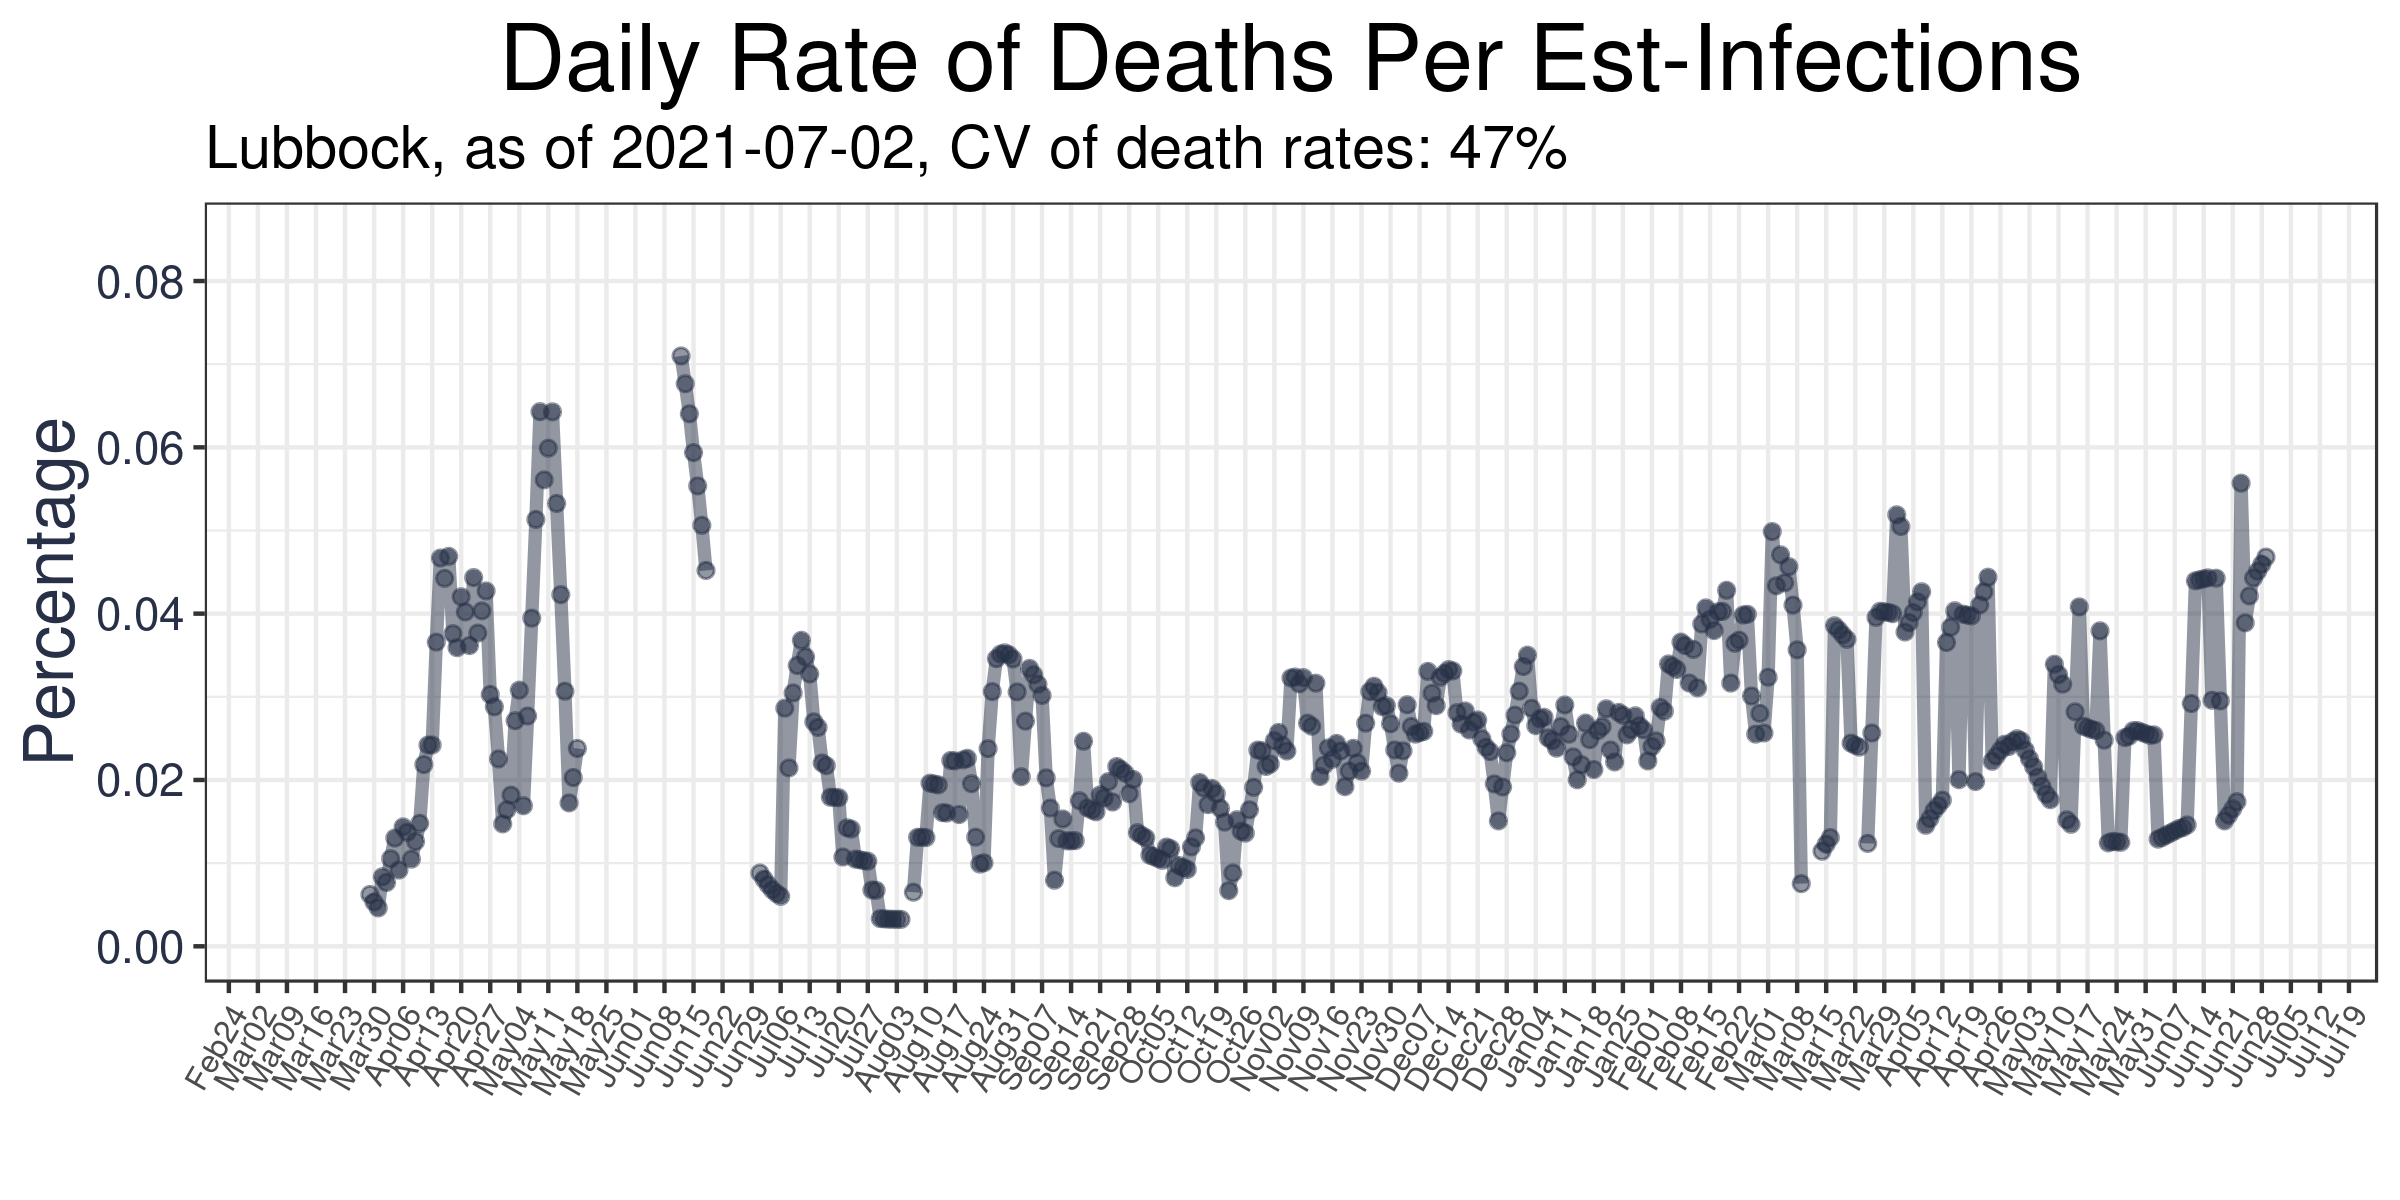 Daily Rate of Deaths Per Est-Infections
Lubbock, as of 2021-07-02, CV of death rates: 47%
Percentage
0.08
0.06
0.04
0.02
0.00
Feb24
Mar02
Mar09
Mar16
Mar23
Mar30
Apr06
Apr13
Apr20
Apr27
May04
May11
May18
May25
Jun01
Jun08
Jun15
Jun22
Jun29
Jul06
Jul13
Jul20
Jul27
Aug03
Aug10
Aug17
Aug24
Aug31
Sep07
Sep14
Sep21
Sep28
Oct05
Oct12
Oct19
Oct26
Nov02
Nov09
Nov16
Nov23
Nov30
Dec07
Dec14
Dec21
Dec28
Jan04
Jan11
Jan18
Jan25
Feb01
Feb08
Feb15
Feb22
Mar01
Mar08
Mar15
Mar22
Mar29
Apr05
Apr12
Apr19
Apr26
May03
May10
May17
May24
May31
Jun07
Jun14
Jun21
Jun28
Jul05
Jul12
Jul19